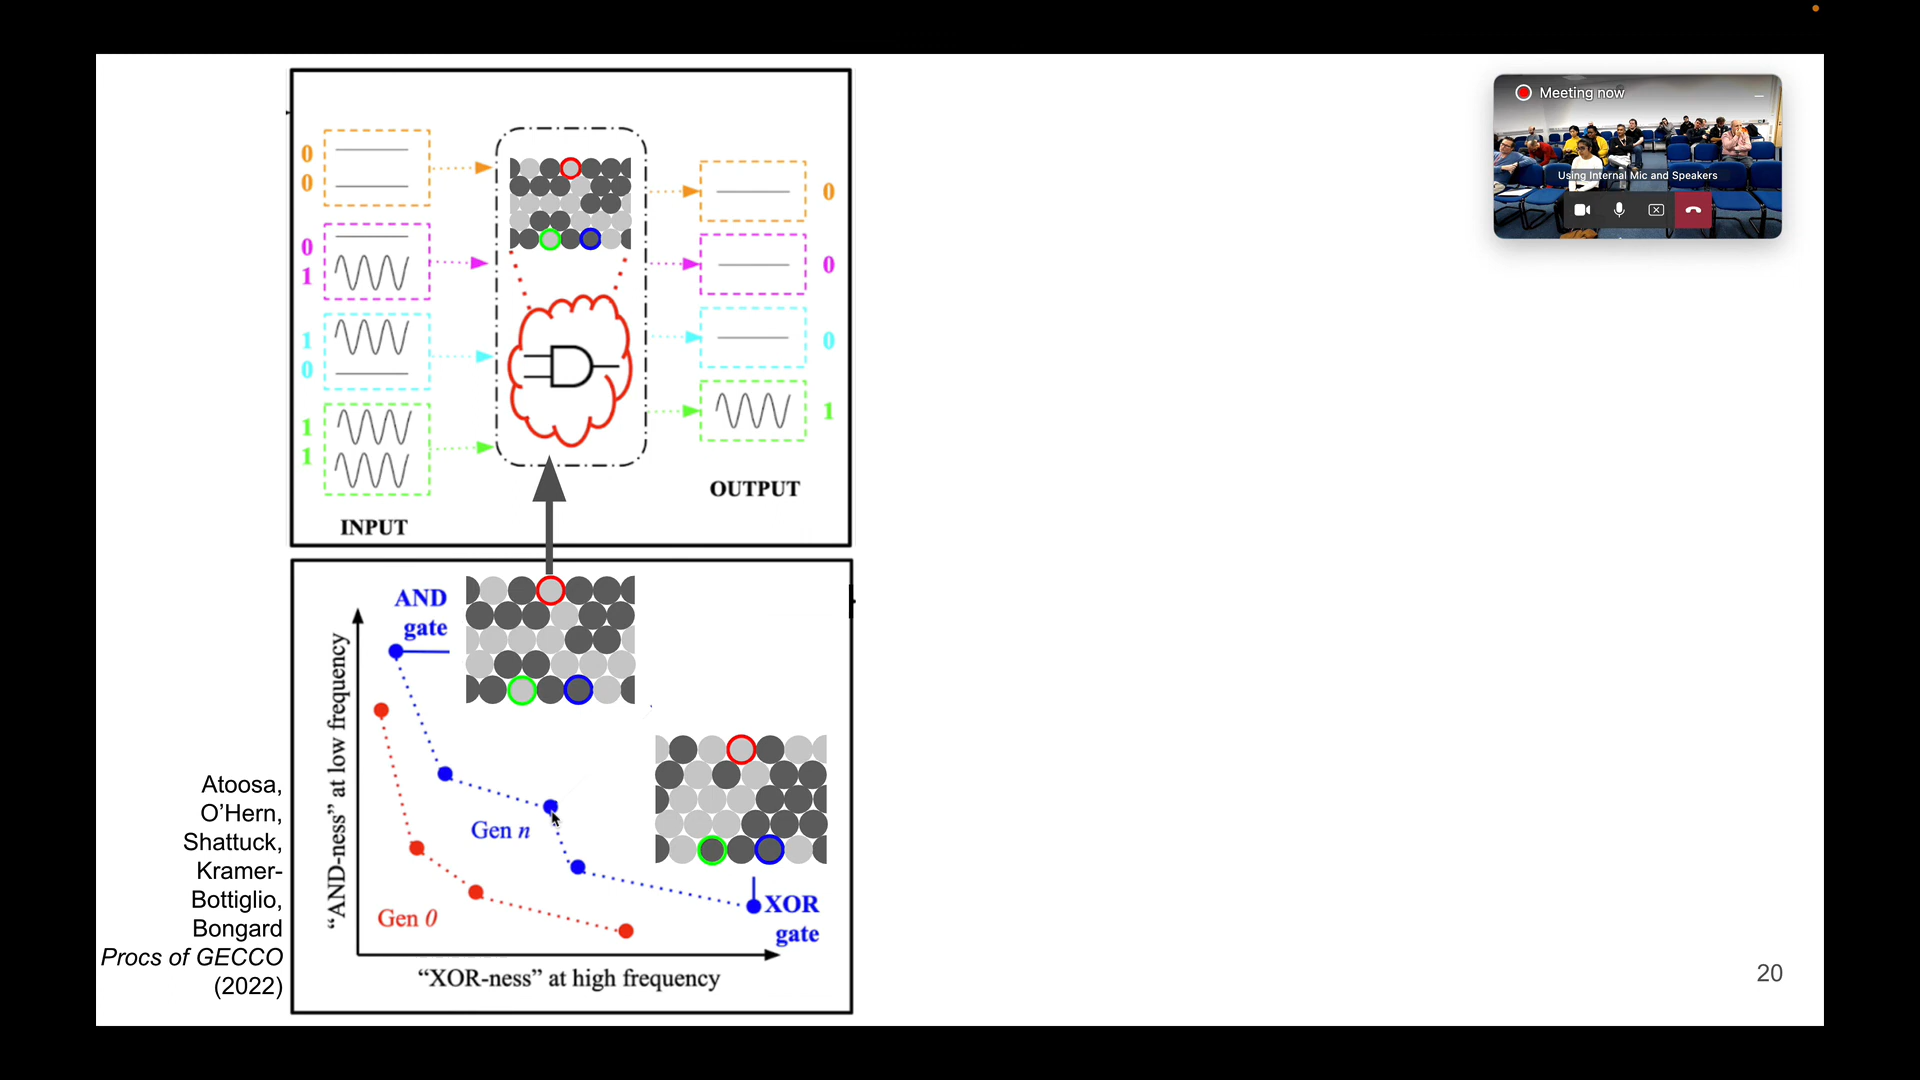 0
0
0
1
1
0
1
1
INPUT
0
0
0
1
OUTPUT
AND
gate
"AND-ness" at low frequency
Gen n
Gen 0
XOR
gate
"XOR-ness" at high frequency
Atoosa,
O'Hern,
Shattuck,
Kramer-
Bottiglio,
Bongard
Procs of GECCO
(2022)
Meeting now
Using Internal Mic and Speakers
20